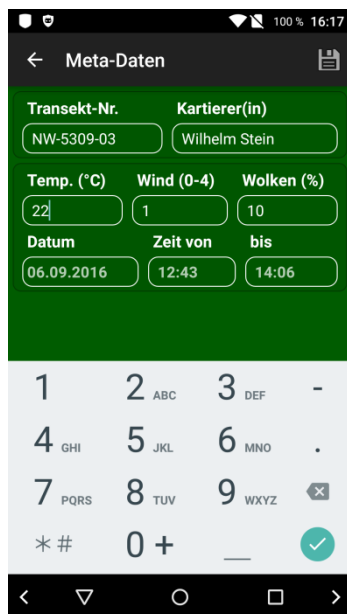 100 % 16:17
Meta-Daten
Transekt-Nr. Kartierer(in)
NW-5309-03 Wilhelm Stein
Temp. (°C) Wind (0-4) Wolken (%)
22 1 10
Datum Zeit von bis
06.09.2016 12:43 14:06
1 2 ABC 3 DEF -
4 GHI 5 JKL 6 MNO .
7 PQRS 8 TUV 9 WXYZ
*# 0 + _